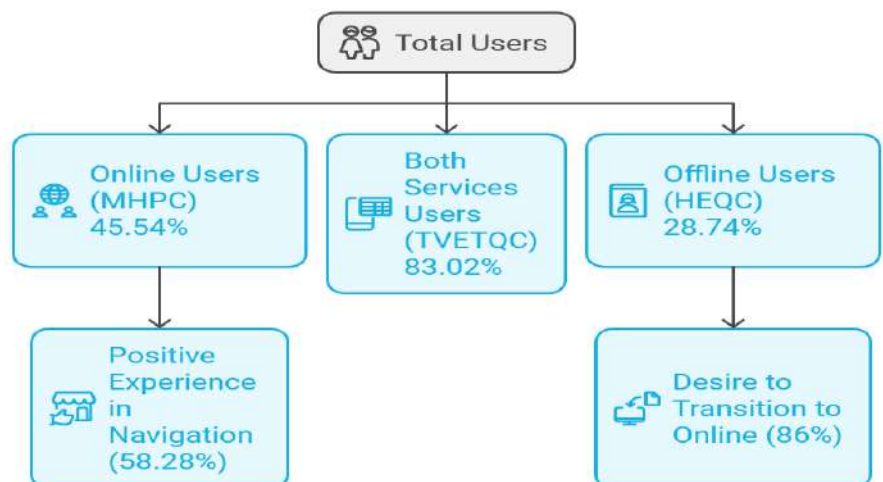 Total Users
Online Users
(MHPC)
45.54%
Both
Services
Users
(TVETQC)
83.02%
Offline Users
(HEQC)
28.74%
Positive
Experience
in
Navigation
(58.28%)
Desire to
Transition to
Online (86%)